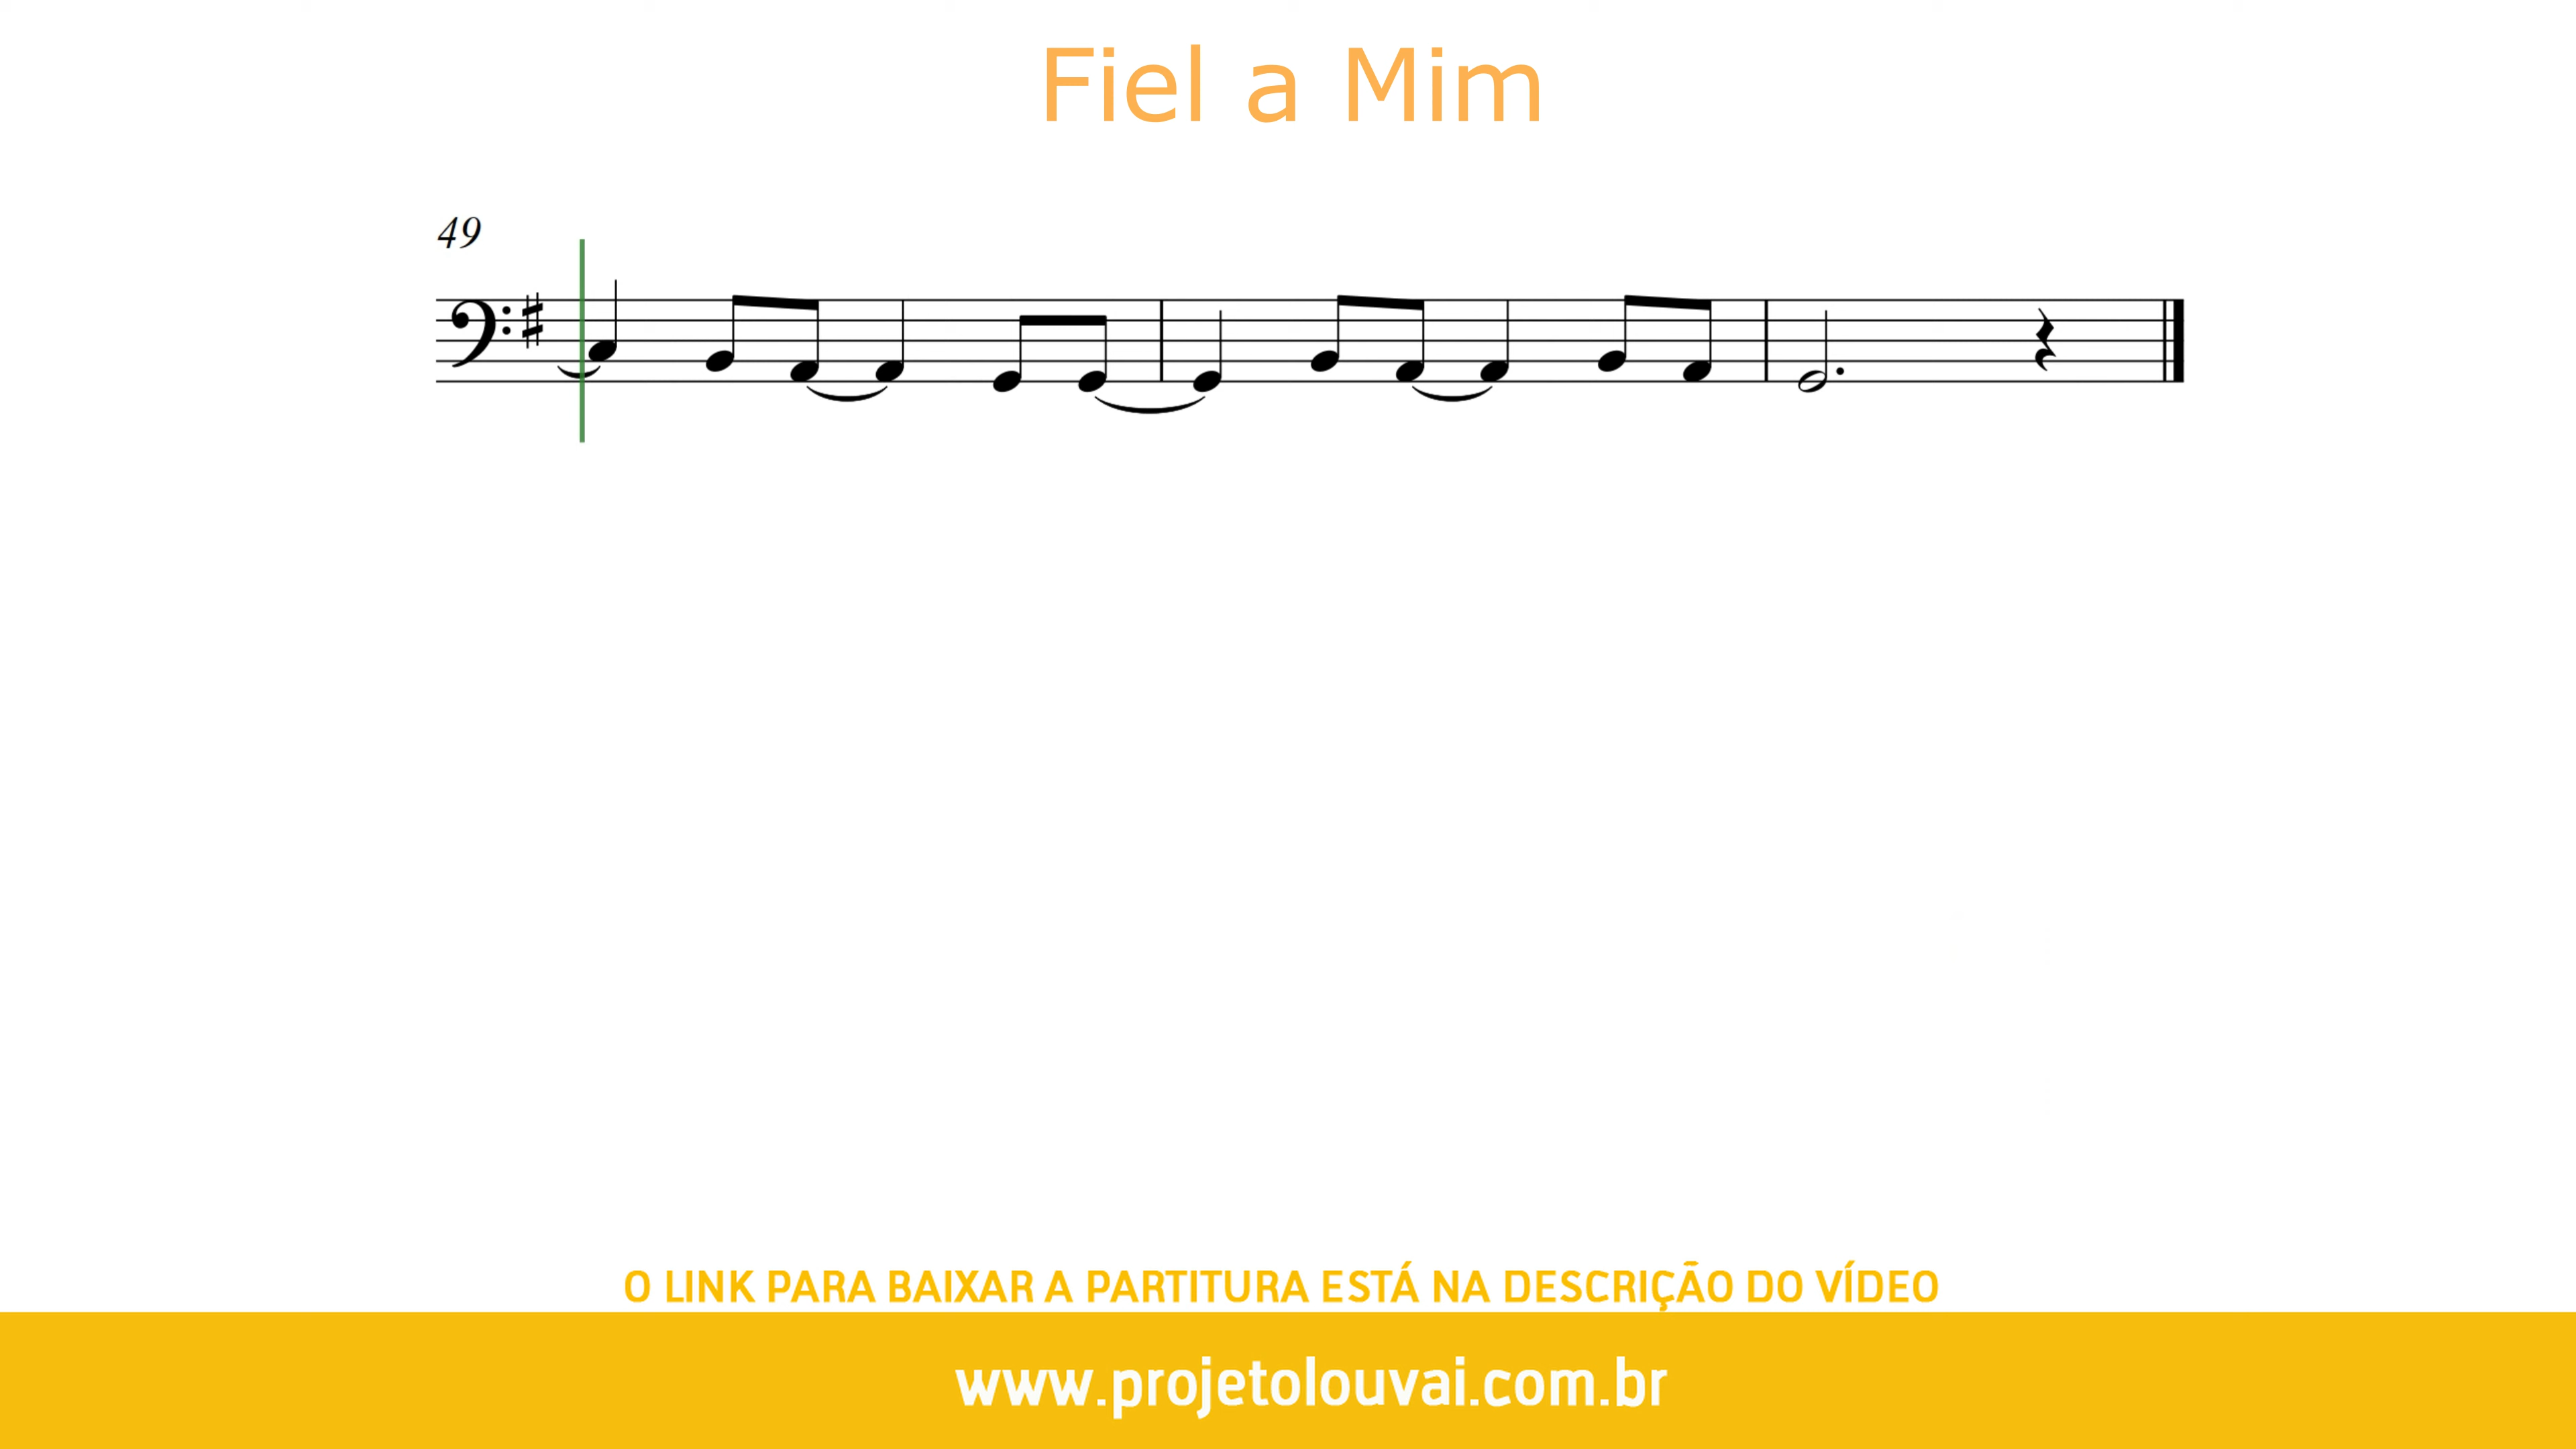 Fiel a Mim
49
O LINK PARA BAIXAR A PARTITURA ESTÁ NA DESCRIÇÃO DO VÍDEO
www.projetolouvai.com.br